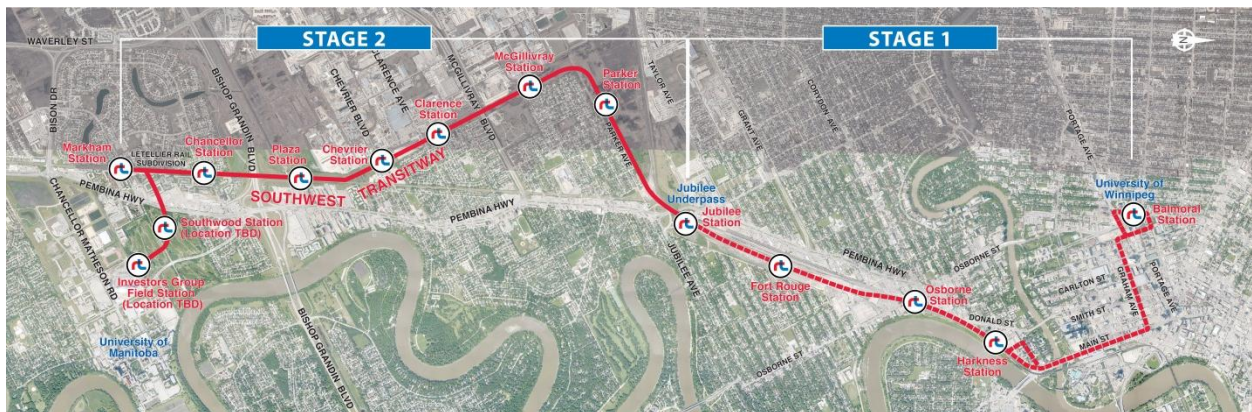 STAGE 2
STAGE 1
WAVERLEY ST
BISON DR
BISHOP GRANDIN BLVD
CHEVRIER BLVD
CLARENCE AVE
MCGILLIVRAY BLVD
McGillivray
Station
Parker
Station
TAYLOR AVE
PARKER AVE
GRANT AVE
CORYDON AVE
PORTAGE AVE
N
Clarence
Station
Chevrier
Station
Plaza
Station
Chancellor
Station
Markham
Station
LETELLIER RAIL
SUBDIVISION
SOUTHWEST TRANSITWAY
PEMBINA HWY
CHANCELLOR MATHESON RD
Southwood Station
(Location TBD)
Investors Group
Field Station
(Location TBD)
University of
Manitoba
BISHOP GRANDIN BLVD
PEMBINA HWY
Jubilee
Underpass
Jubilee
Station
JUBILEE AVE
Fort Rouge
Station
PEMBINA HWY
OSBORNE ST
Osborne
Station
OSBORNE ST
DONALD ST
Harkness
Station
CARLTON ST
SMITH ST
MAIN ST
GRAHAM AVE
PORTAGE AVE
University of
Winnipeg
Balmoral
Station